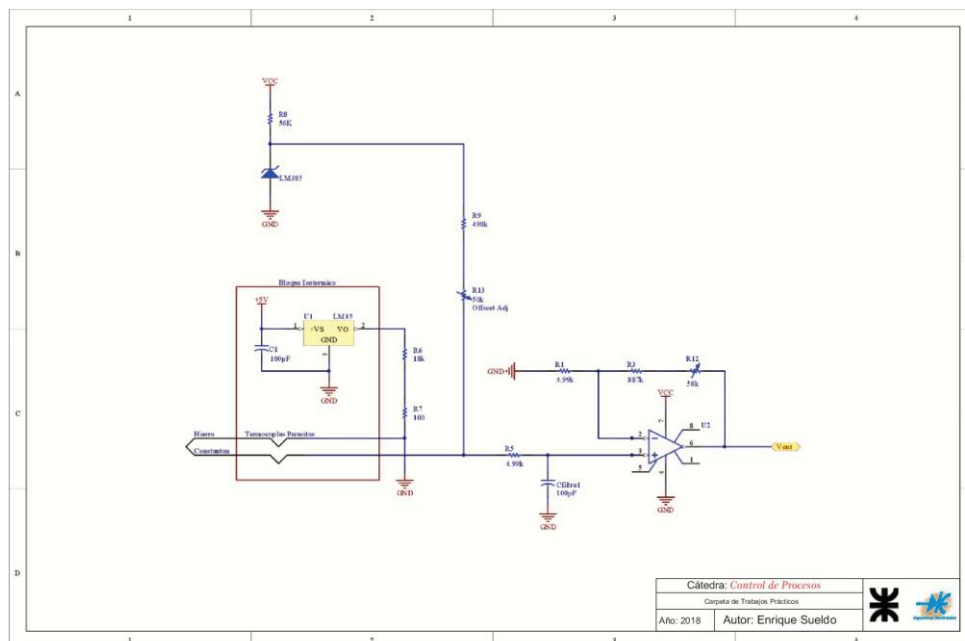 1 2 3 4
A
VCC
R8
56K
LM385
GND
R9
490k
B
Bloque Isotermico
R13
50k
Offset Adj
+5V
U1 LM35
1 +VS VO 2
GND
3
C1
100pF
GND
R6
18k
R7
100
C
GND
R1
4.99k
R3
887k
R12
50k
VCC
7
8
U2
2
6
3
1
5
4
Vout
Hierro
Termocuplas Parasitas
Constantan
R5
4.99k
GND
Cfiltro1
100pF
GND
GND
D
Cátedra: Control de Procesos
Carpeta de Trabajos Prácticos
Año: 2018 Autor: Enrique Sueldo
1 2 3 4